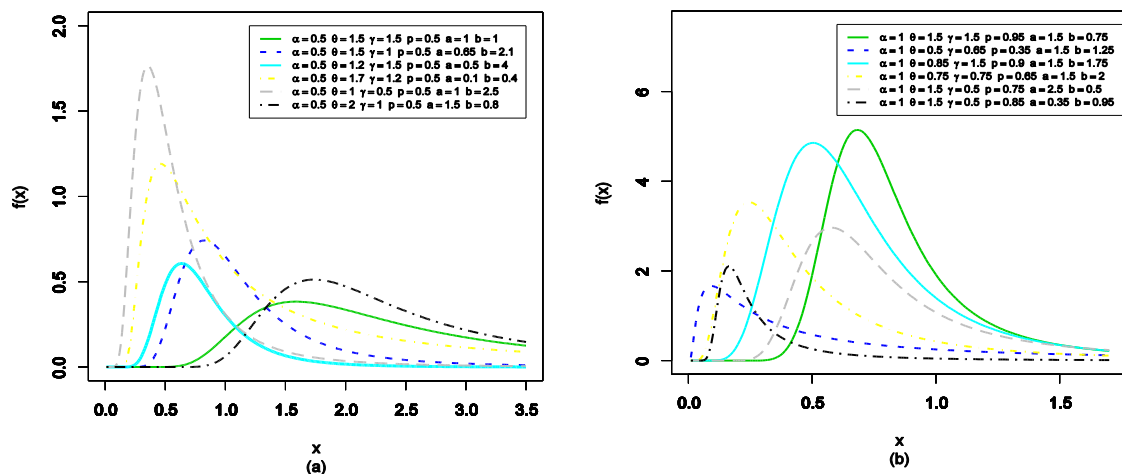 α=0.5 θ=1.5 γ=1.5 p=0.5 a=1 b=1
α=0.5 θ=1.5 γ=1 p=0.5 a=0.65 b=2.1
α=0.5 θ=1.2 γ=1.5 p=0.5 a=0.5 b=4
α=0.5 θ=1.7 γ=1.2 p=0.5 a=0.1 b=0.4
α=0.5 θ=1 γ=0.5 p=0.5 a=1 b=2.5
α=0.5 θ=2 γ=1 p=0.5 a=1.5 b=0.8
2.0
1.5
1.0
0.5
0.0
f(x)
0.0 0.5 1.0 1.5 2.0 2.5 3.0 3.5
x
(a)
α=1 θ=1.5 γ=1.5 p=0.95 a=1.5 b=0.75
α=1 θ=0.5 γ=0.65 p=0.35 a=1.5 b=1.25
α=1 θ=0.85 γ=1.5 p=0.9 a=1.5 b=1.75
α=1 θ=0.75 γ=0.75 p=0.65 a=1.5 b=2
α=1 θ=1.5 γ=0.5 p=0.75 a=2.5 b=0.5
α=1 θ=1.5 γ=0.5 p=0.85 a=0.35 b=0.95
6
4
2
0
f(x)
0.0 0.5 1.0 1.5
x
(b)